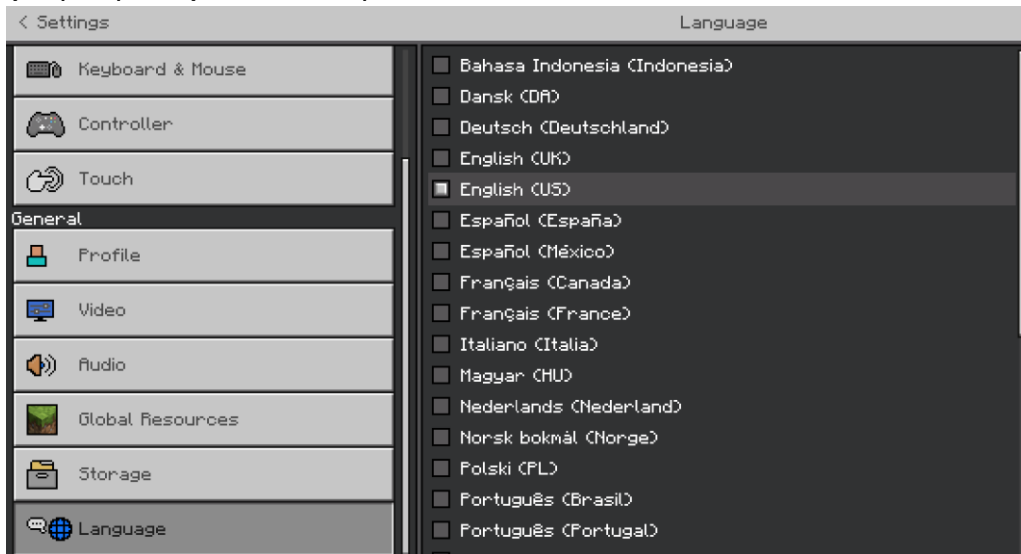 < Settings
Language
Keyboard & Mouse
Controller
Touch
General
Profile
Video
Audio
Global Resources
Storage
Language
Bahasa Indonesia (Indonesia)
Dansk (DA)
Deutsch (Deutschland)
English (UK)
English (US)
Español (España)
Español (México)
Français (Canada)
Français (France)
Italiano (Italia)
Magyar (HU)
Nederlands (Nederland)
Norsk bokmål (Norge)
Polski (PL)
Português (Brasil)
Português (Portugal)